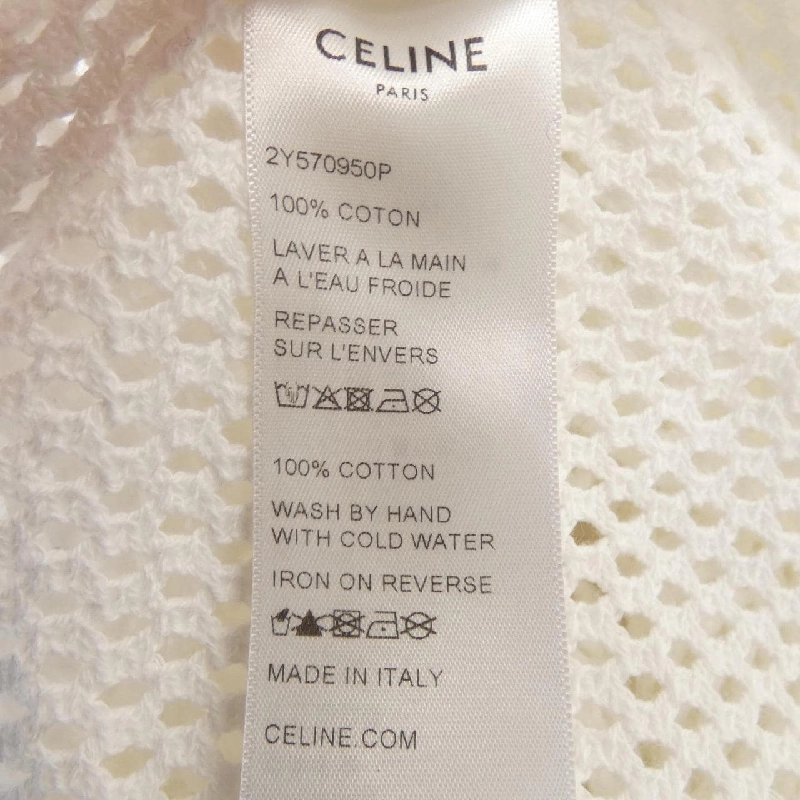 CELINE
PARIS
2Y570950P
100% COTON
LAVER A LA MAIN
A L'EAU FROIDE
REPASSER
SUR L'ENVERS
100% COTTON
WASH BY HAND
WITH COLD WATER
IRON ON REVERSE
MADE IN ITALY
CELINE.COM